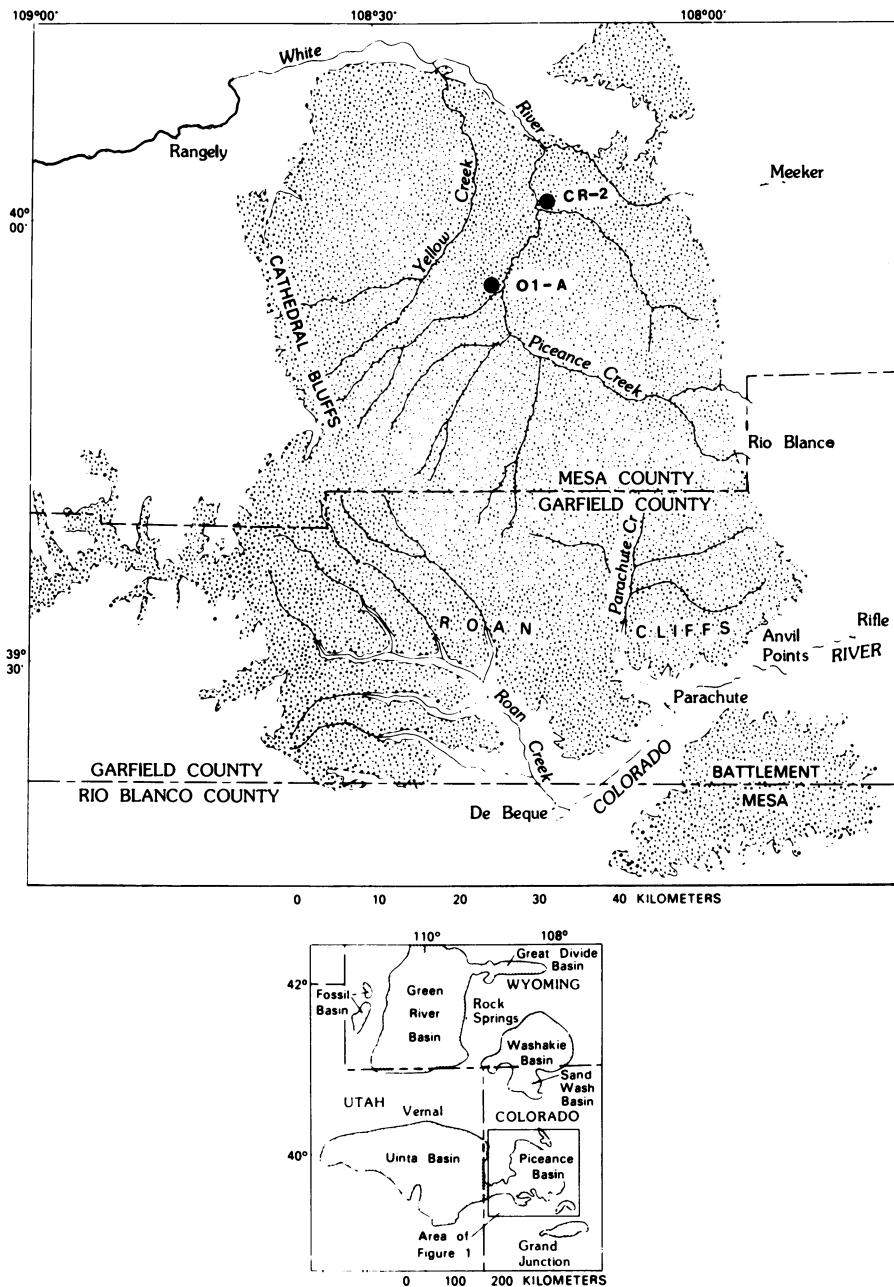 109°00'
108°30'
108°00'
White
River
Rangely
Meeker
Creek
Yellow
CR-2
40°
00'
CATHEDRAL
BLUFFS
O1-A
Piceance Creek
Rio Blanco
MESA COUNTY
GARFIELD COUNTY
Parachute Cr
ROAN
CLIFFS
Rifle
Anvil
Points
RIVER
39°
30'
Parachute
Roan
Creek
COLORADO
GARFIELD COUNTY
RIO BLANCO COUNTY
BATTLEMENT
MESA
De Beque
0 10 20 30 40 KILOMETERS
110°
108°
Great Divide
Basin
WYOMING
42°
Fossil
Basin
Green
River
Basin
Rock
Springs
Washakie
Basin
Sand
Wash
Basin
UTAH
Vernal
COLORADO
40°
Uinta Basin
Piceance
Basin
Area of
Figure 1
Grand
Junction
0 100 200 KILOMETERS